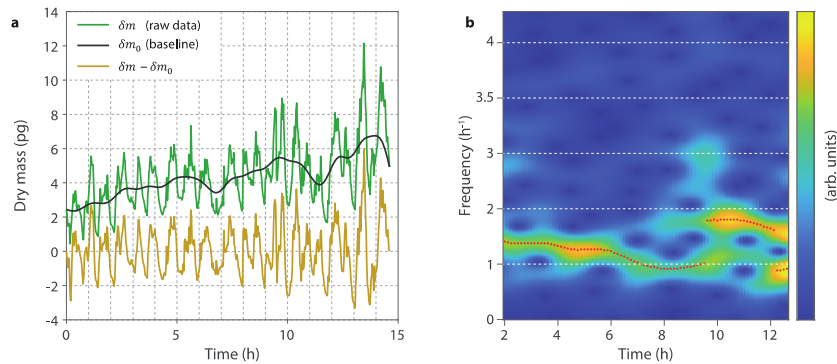 a
δm (raw data)
δm₀ (baseline)
δm – δm₀
Dry mass (pg)
14
12
10
8
6
4
2
0
-2
-4
0
5
10
15
Time (h)
b
Frequency (h⁻¹)
4
3.5
3
2
1
0
2
4
6
8
10
12
Time (h)
(arb. units)